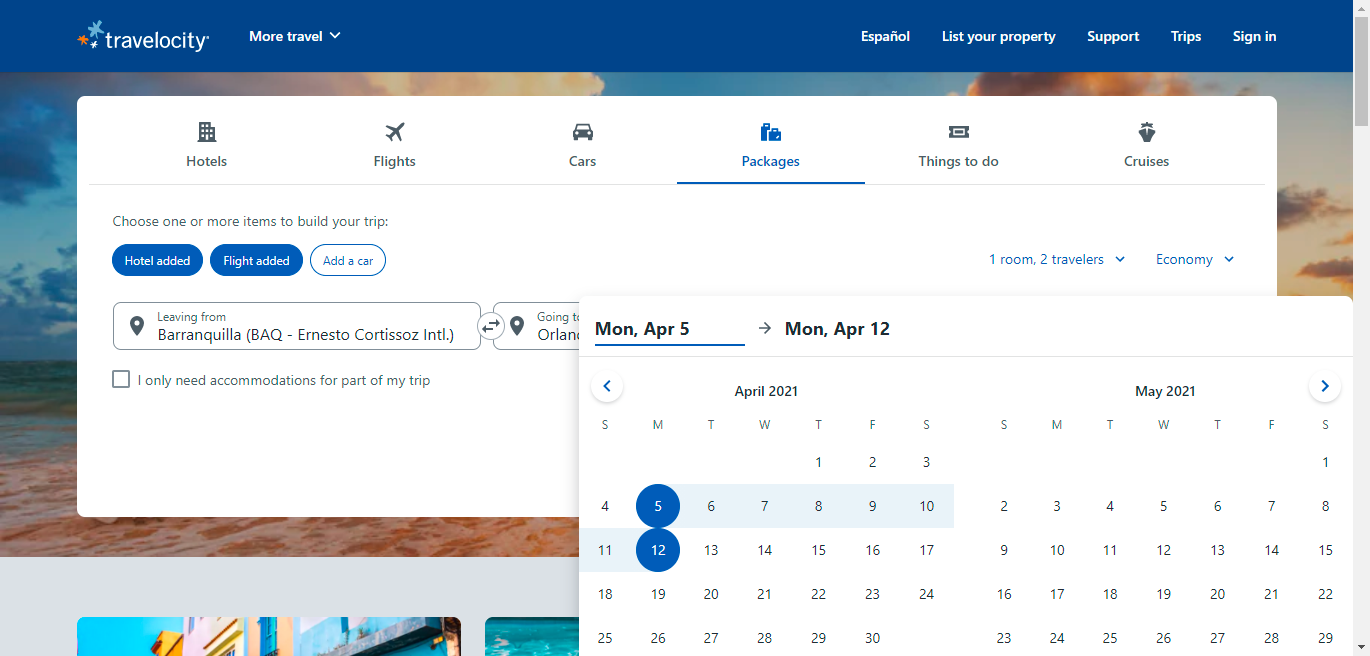 travelocity
More travel
Español
List your property
Support
Trips
Sign in
Hotels
Flights
Cars
Packages
Things to do
Cruises
Choose one or more items to build your trip:
Hotel added
Flight added
Add a car
1 room, 2 travelers
Economy
Leaving from
Barranquilla (BAQ - Ernesto Cortissoz Intl.)
Going to
Orlan
I only need accommodations for part of my trip
Mon, Apr 5
Mon, Apr 12
April 2021
S M T W T F S
1 2 3
4 5 6 7 8 9 10
11 12 13 14 15 16 17
18 19 20 21 22 23 24
25 26 27 28 29 30
May 2021
S M T W T F S
1
2 3 4 5 6 7 8
9 10 11 12 13 14 15
16 17 18 19 20 21 22
23 24 25 26 27 28 29